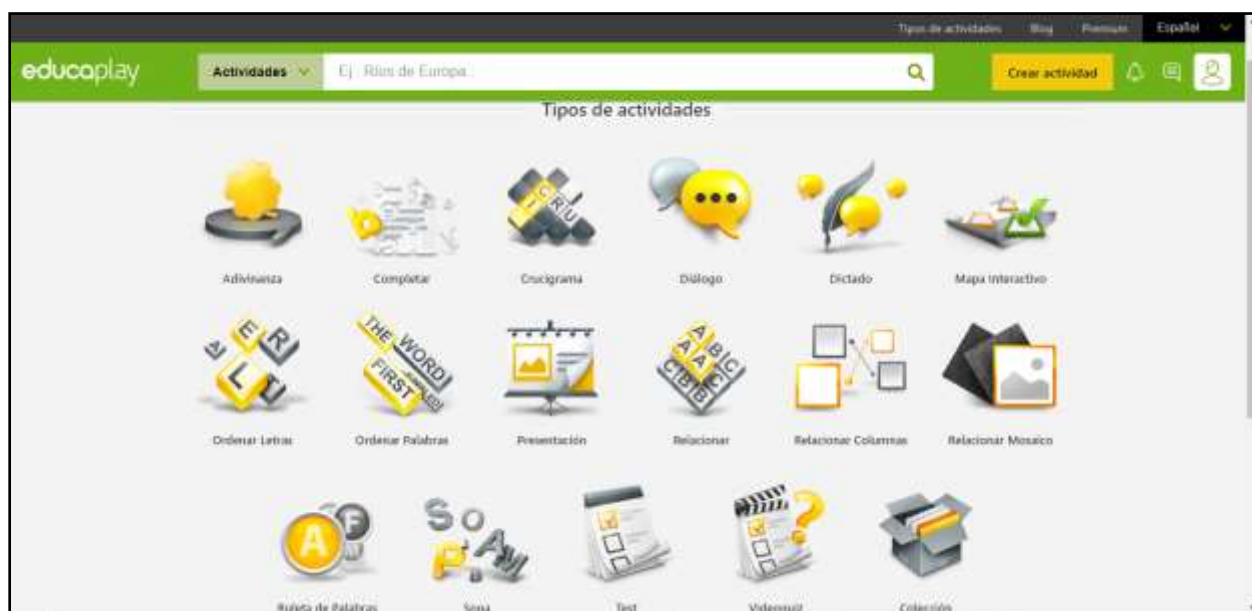 Tipos de actividades Blog Premium Español
educaplay Actividades Ej.: Ríos de Europa... Crear actividad
Tipos de actividades
Adivinanza Completar Crucigrama Diálogo Dictado Mapa Interactivo
Ordenar Letras Ordenar Palabras Presentación Relacionar Relacionar Columnas Relacionar Mosaico
Ruleta de Palabras Sopa Test Videoquiz Colección